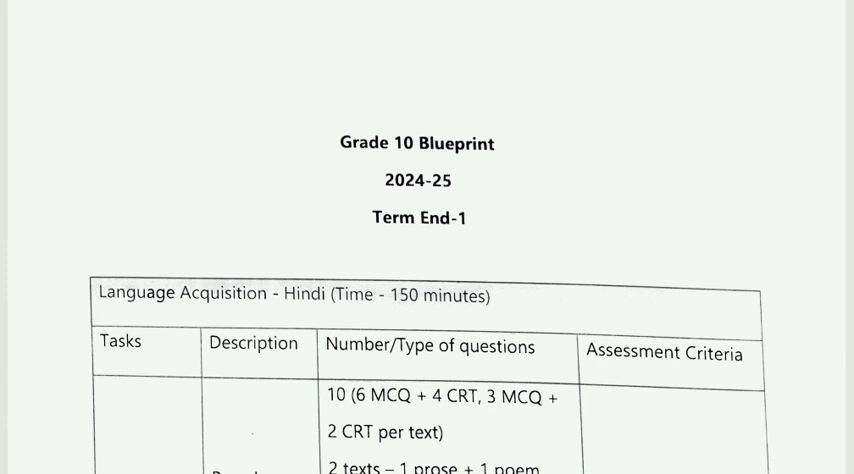 Grade 10 Blueprint
2024-25
Term End-1
Language Acquisition - Hindi (Time - 150 minutes)
Tasks Description Number/Type of questions Assessment Criteria
10 (6 MCQ + 4 CRT, 3 MCQ +
2 CRT per text)
2 texts – 1 prose + 1 poem